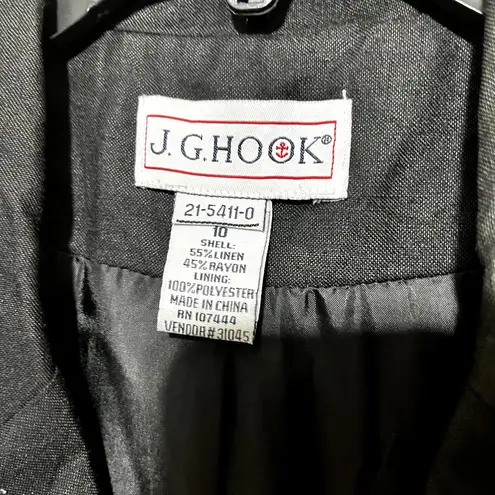 J.G.HOOK®
21-5411-0
10
SHELL:
55%LINEN
45%RAYON
LINING:
100%POLYESTER
MADE IN CHINA
RN 107444
VENDOR#31045